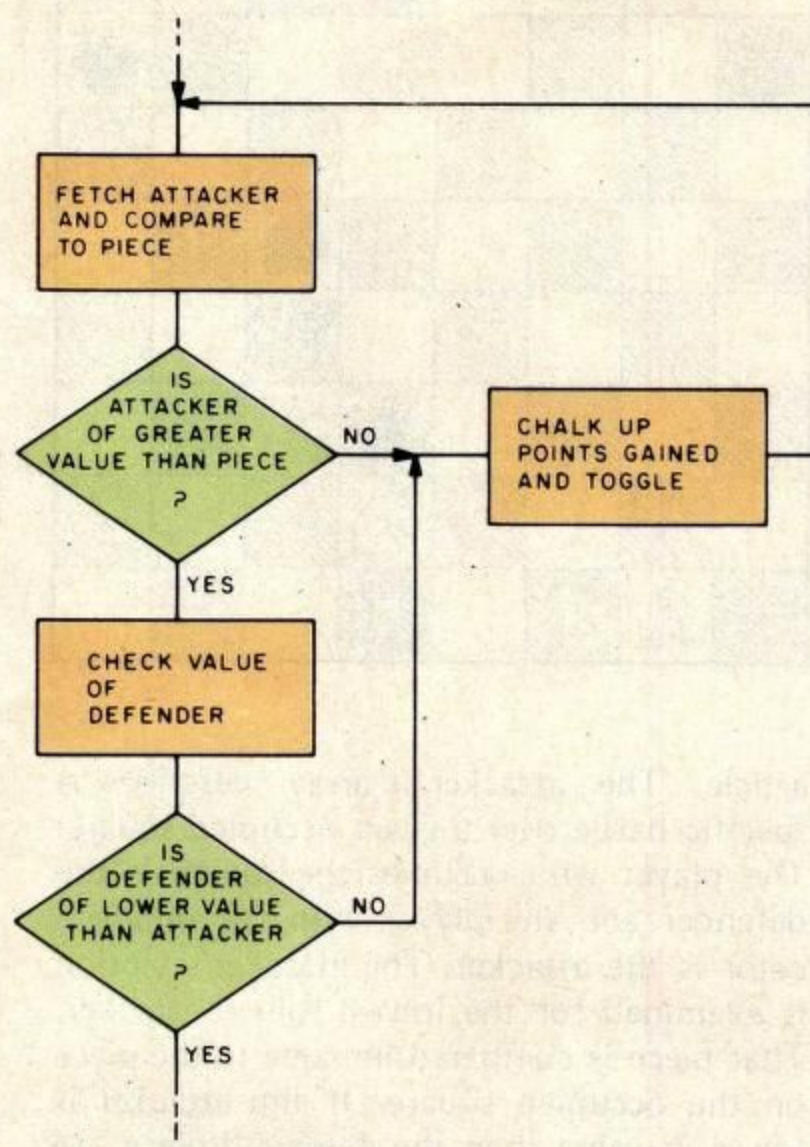 FETCH ATTACKER
AND COMPARE
TO PIECE
IS
ATTACKER
OF GREATER
VALUE THAN PIECE
?
NO
CHALK UP
POINTS GAINED
AND TOGGLE
YES
CHECK VALUE
OF
DEFENDER
IS
DEFENDER
OF LOWER VALUE
THAN ATTACKER
?
NO
YES